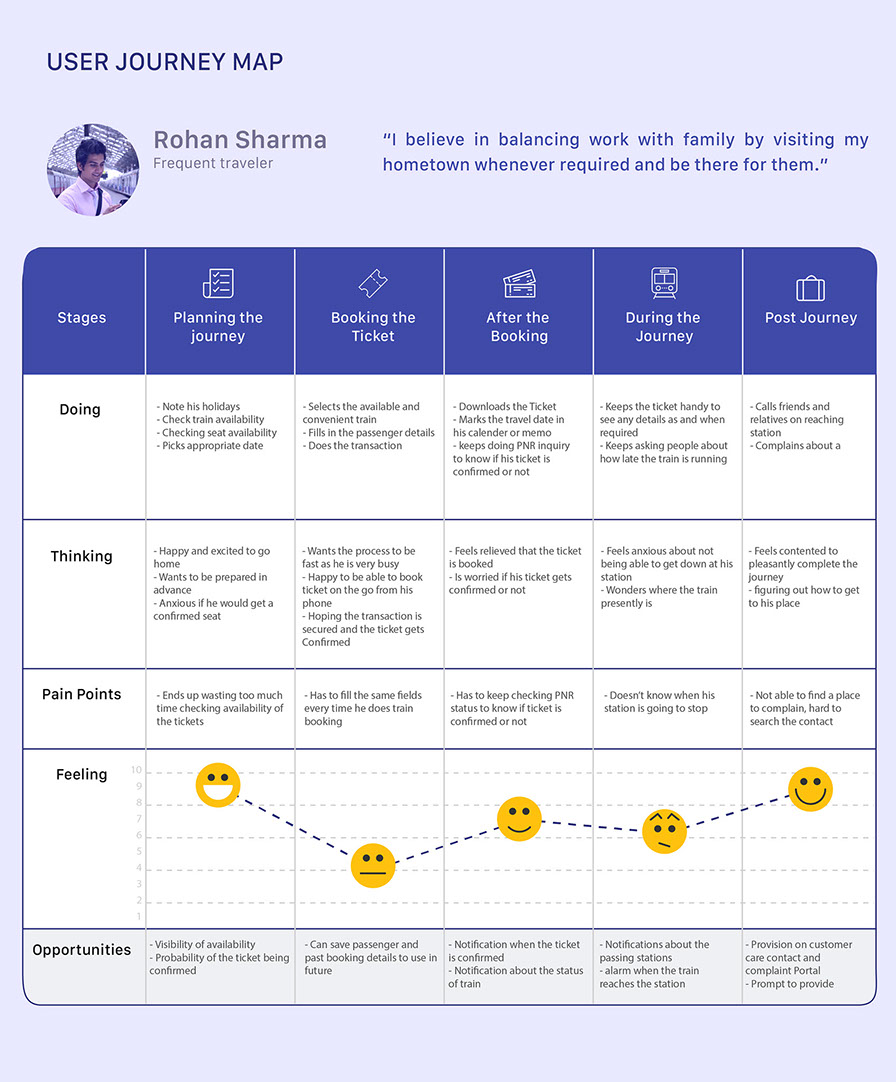 USER JOURNEY MAP
Rohan Sharma
Frequent traveler
“I believe in balancing work with family by visiting my
hometown whenever required and be there for them.”
Stages
Planning the
journey
Booking the
Ticket
After the
Booking
During the
Journey
Post Journey
Doing
- Note his holidays
- Check train availability
- Checking seat availability
- Picks appropriate date
- Selects the available and
convenient train
- Fills in the passenger details
- Does the transaction
- Downloads the Ticket
- Marks the travel date in
his calender or memo
- keeps doing PNR inquiry
to know if his ticket is
confirmed or not
- Keeps the ticket handy to
see any details as and when
required
- Keeps asking people about
how late the train is running
- Calls friends and
relatives on reaching
station
- Complains about a
Thinking
- Happy and excited to go
home
- Wants to be prepared in
advance
- Anxious if he would get a
confirmed seat
- Wants the process to be
fast as he is very busy
- Happy to be able to book
ticket on the go from his
phone
- Hoping the transaction is
secured and the ticket gets
Confirmed
- Feels relieved that the ticket
is booked
- Is worried if his ticket gets
confirmed or not
- Feels anxious about not
being able to get down at his
station
- Wonders where the train
presently is
- Feels contented to
pleasantly complete the
journey
- figuring out how to get
to his place
Pain Points
- Ends up wasting too much
time checking availability of
the tickets
- Has to fill the same fields
every time he does train
booking
- Has to keep checking PNR
status to know if ticket is
confirmed or not
- Doesn’t know when his
station is going to stop
- Not able to find a place
to complain, hard to
search the contact
Feeling
10
9
8
7
6
5
4
3
2
1
Opportunities
- Visibility of availability
- Probability of the ticket being
confirmed
- Can save passenger and
past booking details to use in
future
- Notification when the ticket
is confirmed
- Notification about the status
of train
- Notifications about the
passing stations
- alarm when the train
reaches the station
- Provision on customer
care contact and
complaint Portal
- Prompt to provide